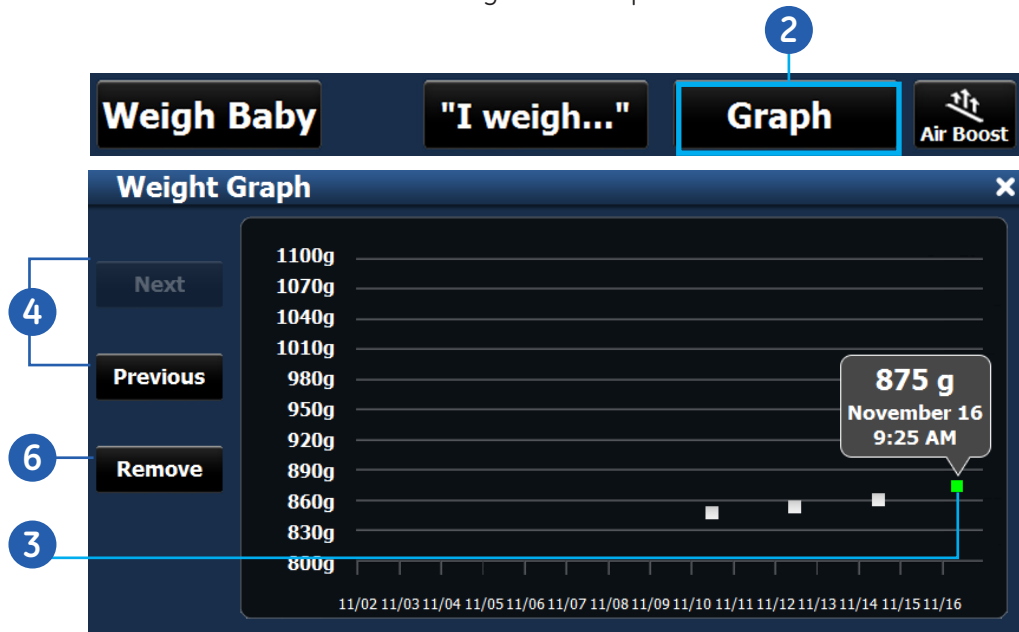 2
Weigh Baby "I weigh..." Graph Air Boost
Weight Graph
4
Next
Previous
6
Remove
3
1100g
1070g
1040g
1010g
980g
950g
920g
890g
860g
830g
800g
875 g
November 16
9:25 AM
11/02 11/03 11/04 11/05 11/06 11/07 11/08 11/09 11/10 11/11 11/12 11/13 11/14 11/15 11/16